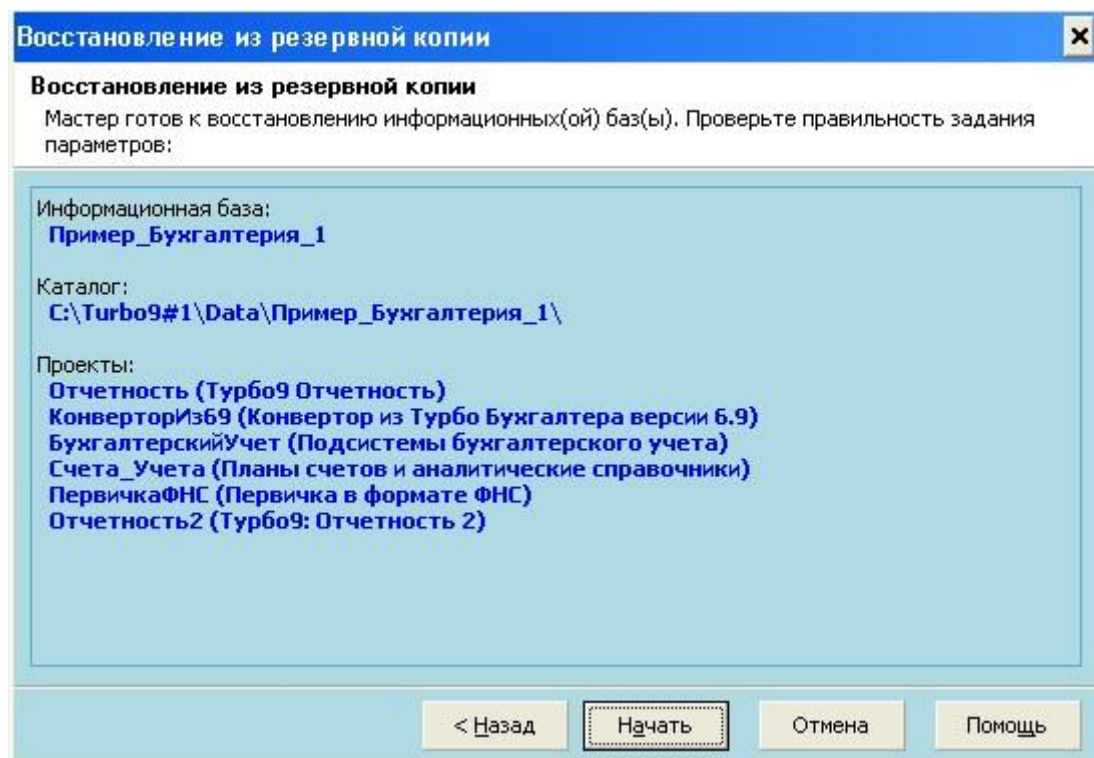 Восстановление из резервной копии
Восстановление из резервной копии
Мастер готов к восстановлению информационных(ой) баз(ы). Проверьте правильность задания
параметров:
Информационная база:
Пример_Бухгалтерия_1
Каталог:
C:\Turbo9#1\Data\Пример_Бухгалтерия_1\
Проекты:
Отчетность (Турбо9 Отчетность)
КонверторИз69 (Конвертор из Турбо Бухгалтера версии 6.9)
БухгалтерскийУчет (Подсистемы бухгалтерского учета)
Счета_Учета (Планы счетов и аналитические справочники)
ПервичкаФНС (Первичка в формате ФНС)
Отчетность2 (Турбо9: Отчетность 2)
< Назад Начать Отмена Помощь